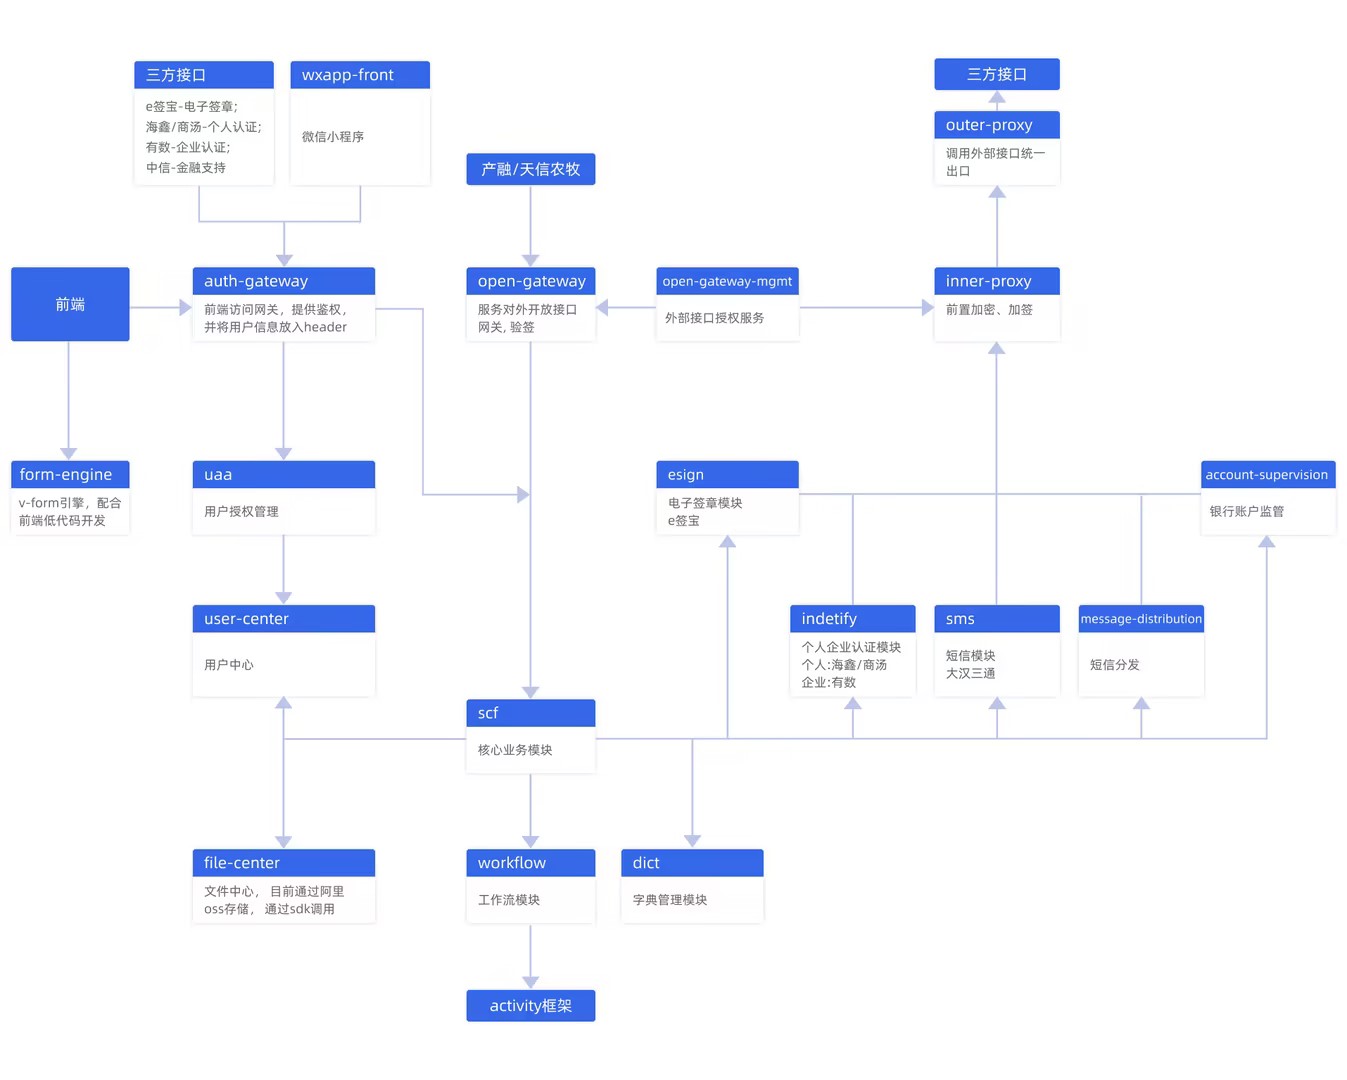 三方接口
e签宝-电子签章;
海鑫/商汤-个人认证;
有数-企业认证;
中信-金融支持
wxapp-front
微信小程序
产融/天信农牧
三方接口
outer-proxy
调用外部接口统一
出口
前端
auth-gateway
前端访问网关，提供鉴权，
并将用户信息放入header
open-gateway
服务对外开放接口
网关, 验签
open-gateway-mgmt
外部接口授权服务
inner-proxy
前置加密、加签
form-engine
v-form引擎，配合
前端低代码开发
uaa
用户授权管理
esign
电子签章模块
e签宝
account-supervision
银行账户监管
user-center
用户中心
indetify
个人企业认证模块
个人:海鑫/商汤
企业:有数
sms
短信模块
大汉三通
message-distribution
短信分发
scf
核心业务模块
file-center
文件中心， 目前通过阿里
oss存储， 通过sdk调用
workflow
工作流模块
dict
字典管理模块
activity框架